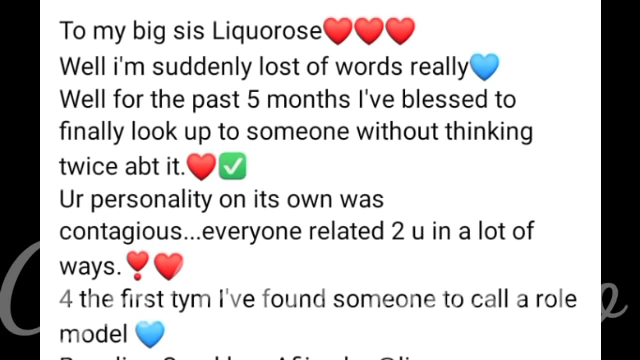 To my big sis Liquorose❤️❤️❤️
Well i'm suddenly lost of words really💙
Well for the past 5 months I've blessed to
finally look up to someone without thinking
twice abt it.❤️✅
Ur personality on its own was
contagious...everyone related 2 u in a lot of
ways.❣️❤️
4 the first tym I've found someone to call a role
model 💙